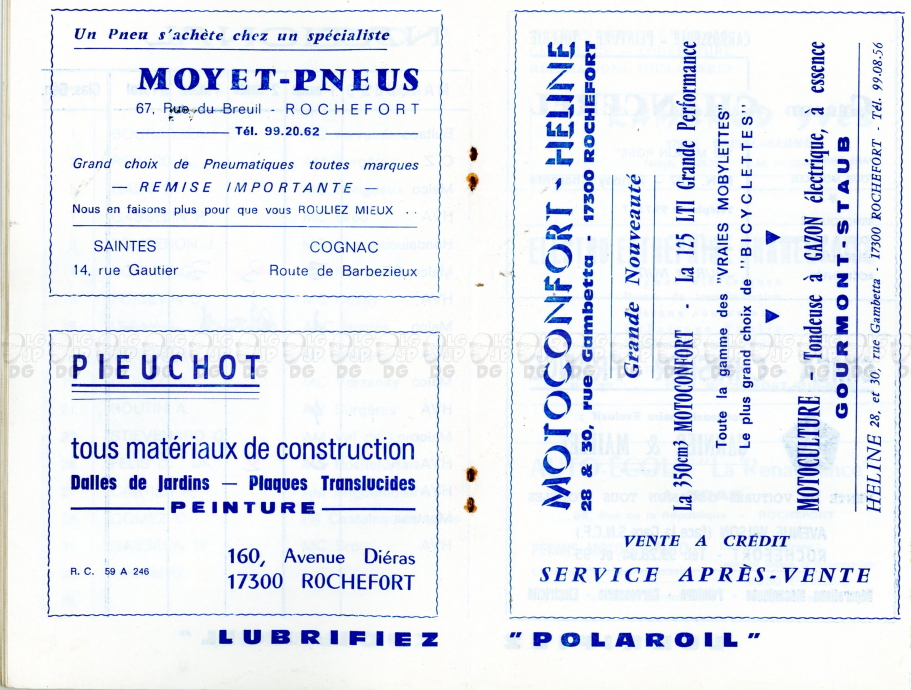 Un Pneu s'achète chez un spécialiste
MOYET-PNEUS
67, Rue du Breuil - ROCHEFORT
Tél. 99.20.62
Grand choix de Pneumatiques toutes marques
— REMISE IMPORTANTE —
Nous en faisons plus pour que vous ROULIEZ MIEUX . .
SAINTES
14, rue Gautier
COGNAC
Route de Barbezieux
PIEUCHOT
tous matériaux de construction
Dalles de Jardins — Plaques Translucides
PEINTURE
R. C. 59 A 246
160, Avenue Diéras
17300 ROCHEFORT
LUBRIFIEZ
MOTOCONFORT - HELINE
28 & 30, rue Gambetta - 17300 ROCHEFORT
Grande Nouveauté
La 350cm3 MOTOCONFORT - La 125 LTI Grande Performance
Toute la gamme des "VRAIES MOBYLETTES"
Le plus grand choix de "BICYCLETTES"
MOTOCULTURE - Tondeuse à GAZON électrique, à essence
GOURMON - STAUB
HELINE 28, et 30, rue Gambetta - 17300 ROCHEFORT - Tél. 99.08.56
VENTE A CRÉDIT
SERVICE APRÈS-VENTE
"POLAROIL"